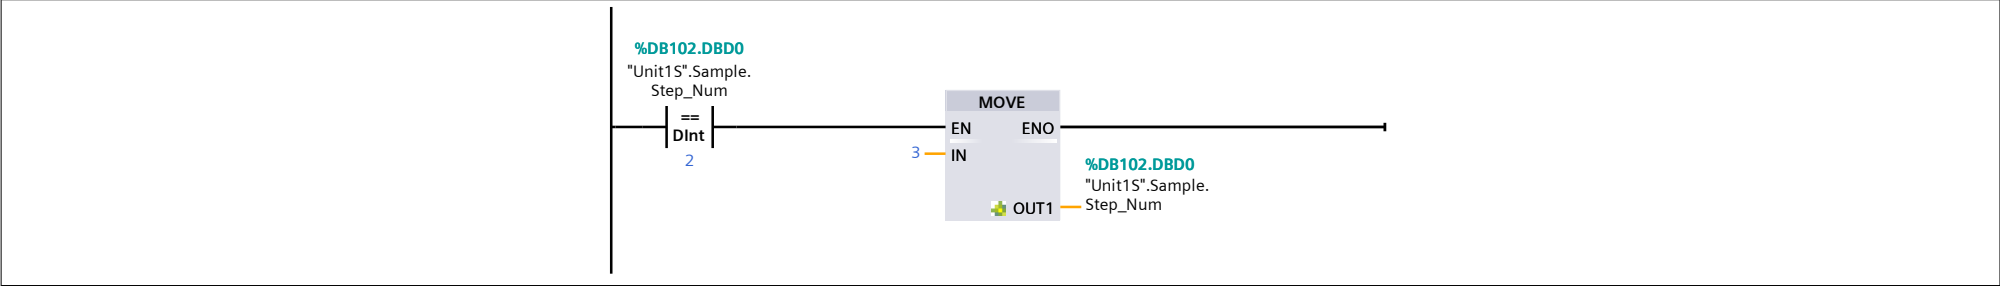 %DB102.DBD0
"Unit1S".Sample.
Step_Num
==
DInt
2
MOVE
EN ENO
3 IN
%DB102.DBD0
"Unit1S".Sample.
Step_Num
OUT1